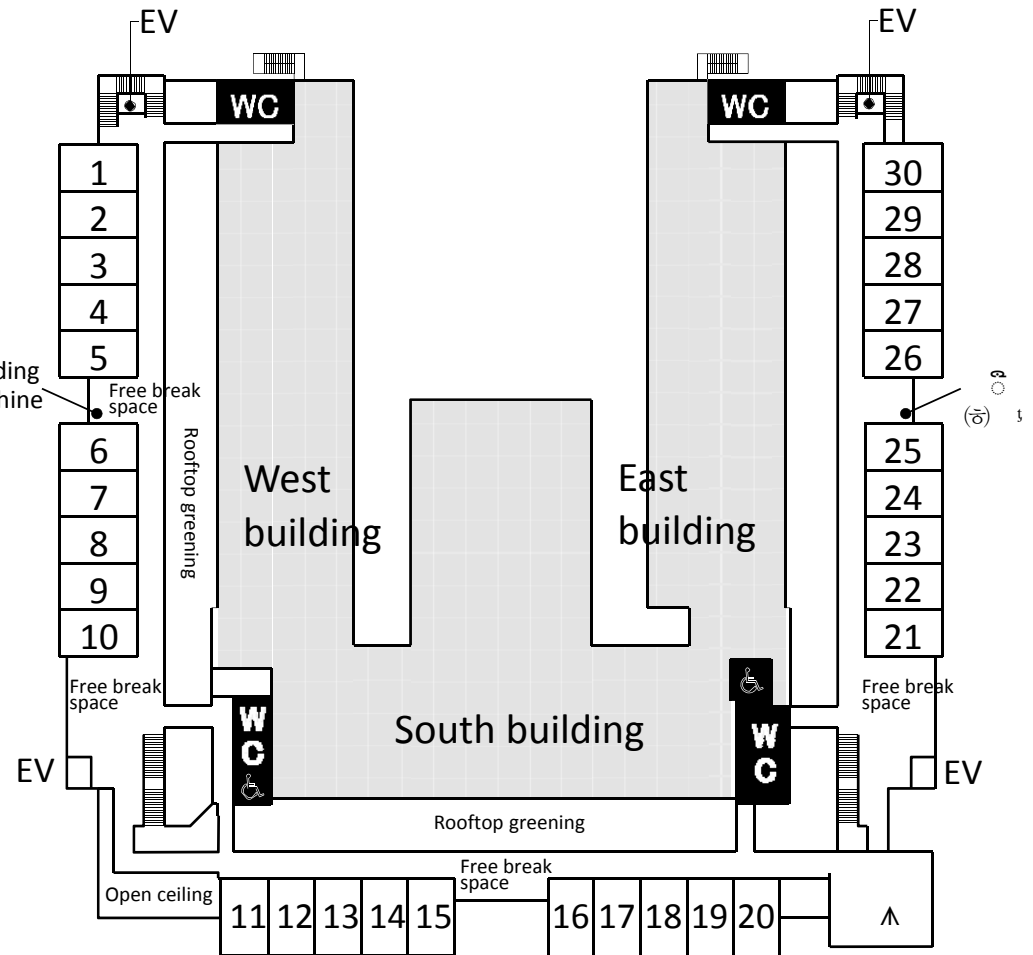 EV
EV
WC
WC
1
2
3
4
5
30
29
28
27
26
Free break
space
6
7
8
9
10
Rooftop greening
West
building
East
building
25
24
23
22
21
Free break
space
Free break
space
WC
South building
WC
EV
EV
Rooftop greening
Free break
space
Open ceiling
11
12
13
14
15
16
17
18
19
20